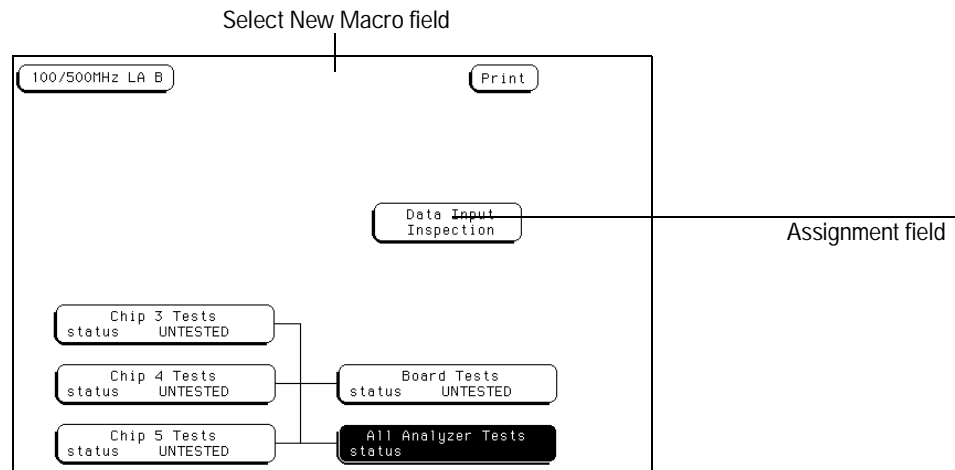 Select New Macro field
100/500MHz LA B
Print
Data Input
Inspection
Assignment field
Chip 3 Tests
status UNTESTED
Chip 4 Tests
status UNTESTED
Board Tests
status UNTESTED
Chip 5 Tests
status UNTESTED
All Analyzer Tests
status